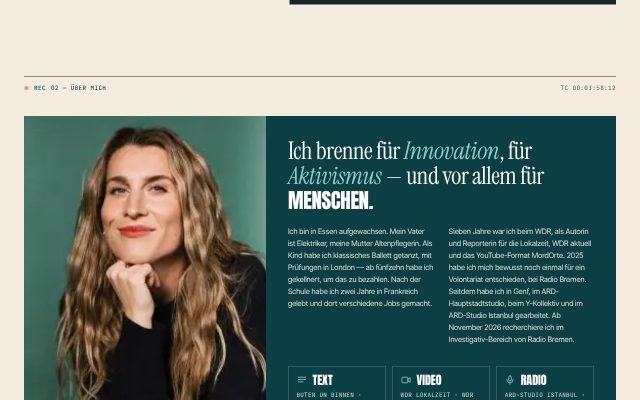 REC 02 — ÜBER MICH
TC 00:03:58:12
Ich brenne für Innovation, für
Aktivismus — und vor allem für
MENSCHEN.
Ich bin in Essen aufgewachsen. Mein Vater
ist Elektriker, meine Mutter Altenpflegerin. Als
Kind habe ich klassisches Ballett getanzt, mit
Prüfungen in London — ab fünfzehn habe ich
gekellnert, um das zu bezahlen. Nach der
Schule habe ich zwei Jahre in Frankreich
gelebt und dort verschiedene Jobs gemacht.
Sieben Jahre war ich beim WDR, als Autorin
und Reporterin für die Lokalzeit, WDR aktuell
und das YouTube-Format MordOrte. 2025
habe ich mich bewusst noch einmal für ein
Volontariat entschieden, bei Radio Bremen.
Seitdem habe ich in Genf, im ARD-
Hauptstadtstudio, beim Y-Kollektiv und im
ARD-Studio Istanbul gearbeitet. Ab
November 2026 recherchiere ich im
Investigativ-Bereich von Radio Bremen.
TEXT
BUTEN UN BINNEN ·
VIDEO
WDR LOKALZEIT · WDR
RADIO
ARD-STUDIO ISTANBUL ·